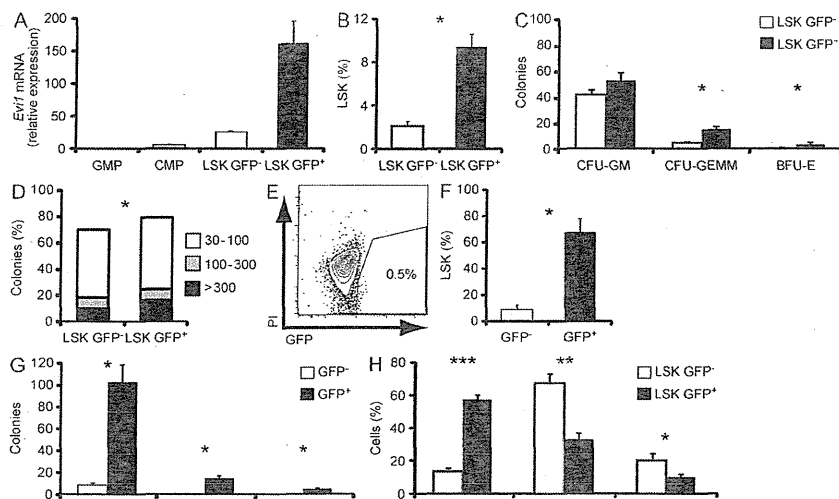 A
Evi1 mRNA
(relative expression)
200
150
100
50
0
GMP
CMP
LSK GFP-
LSK GFP+
B
LSK (%)
12
8
4
0
*
LSK GFP-
LSK GFP+
C
Colonies
80
60
40
20
0
*
*
CFU-GM
CFU-GEMM
BFU-E
LSK GFP-
LSK GFP+
D
Colonies (%)
100
80
60
40
20
0
*
LSK GFP-
LSK GFP+
30-100
100-300
>300
E
PI
GFP
0.5%
F
LSK (%)
100
80
60
40
20
0
*
GFP-
GFP+
G
Colonies
120
100
80
60
40
20
*
*
*
GFP-
GFP+
H
Cells (%)
80
60
40
20
***
**
*
LSK GFP-
LSK GFP+